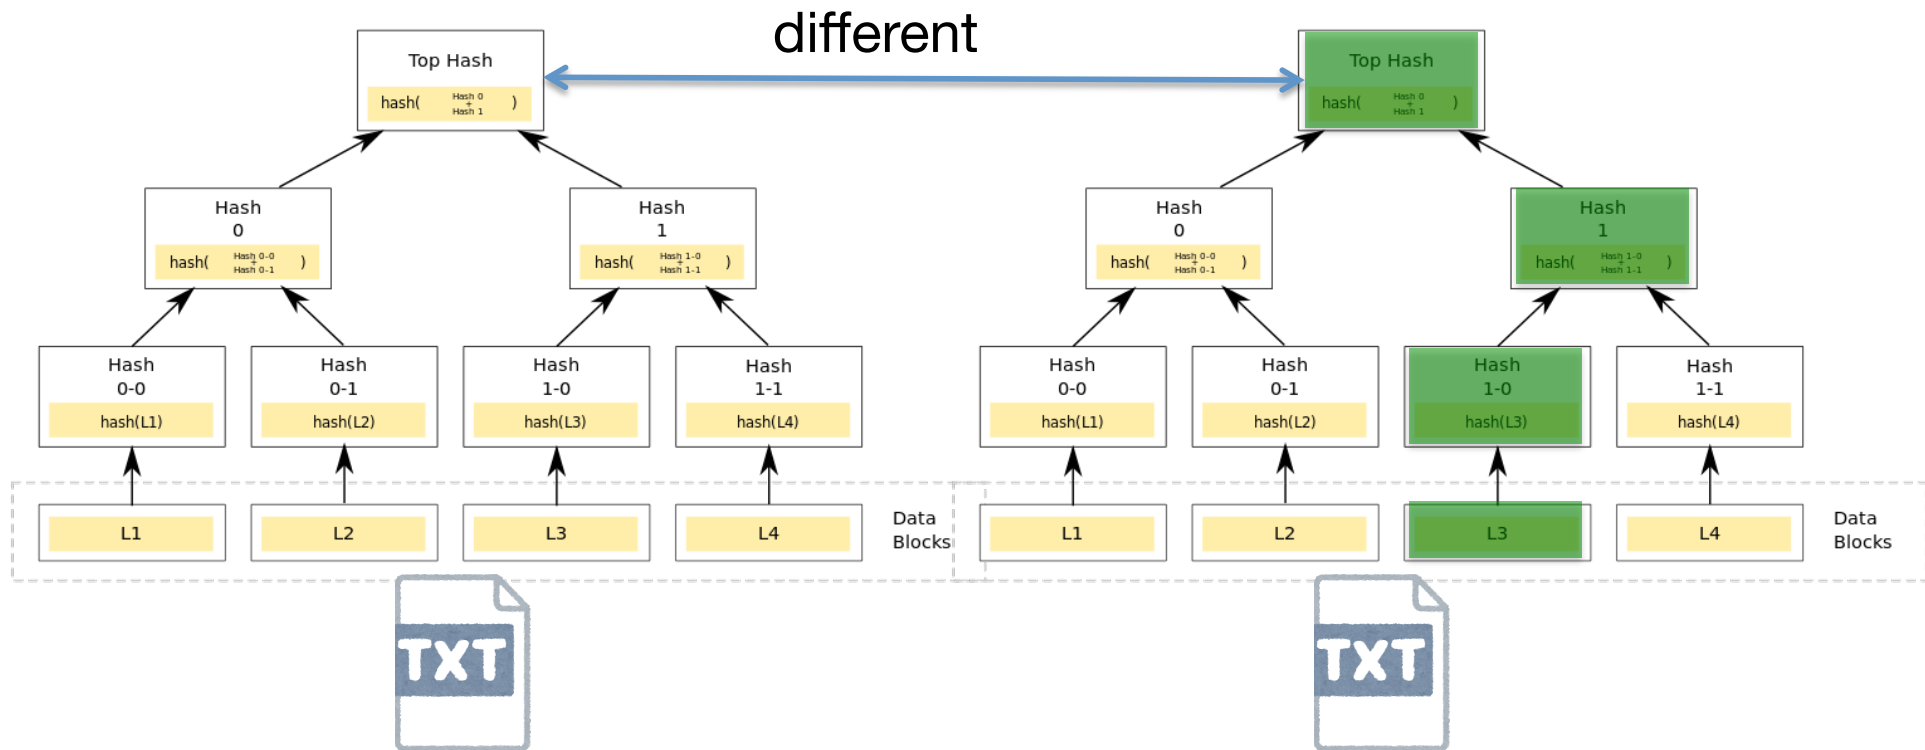 different
Top Hash
hash( Hash 0 + Hash 1 )
Top Hash
hash( Hash 0 + Hash 1 )
Hash
0
hash( Hash 0-0 + Hash 0-1 )
Hash
1
hash( Hash 1-0 + Hash 1-1 )
Hash
0
hash( Hash 0-0 + Hash 0-1 )
Hash
1
hash( Hash 1-0 + Hash 1-1 )
Hash
0-0
hash(L1)
Hash
0-1
hash(L2)
Hash
1-0
hash(L3)
Hash
1-1
hash(L4)
Hash
0-0
hash(L1)
Hash
0-1
hash(L2)
Hash
1-0
hash(L3)
Hash
1-1
hash(L4)
L1
L2
L3
L4
Data
Blocks
L1
L2
L3
L4
Data
Blocks
TXT
TXT